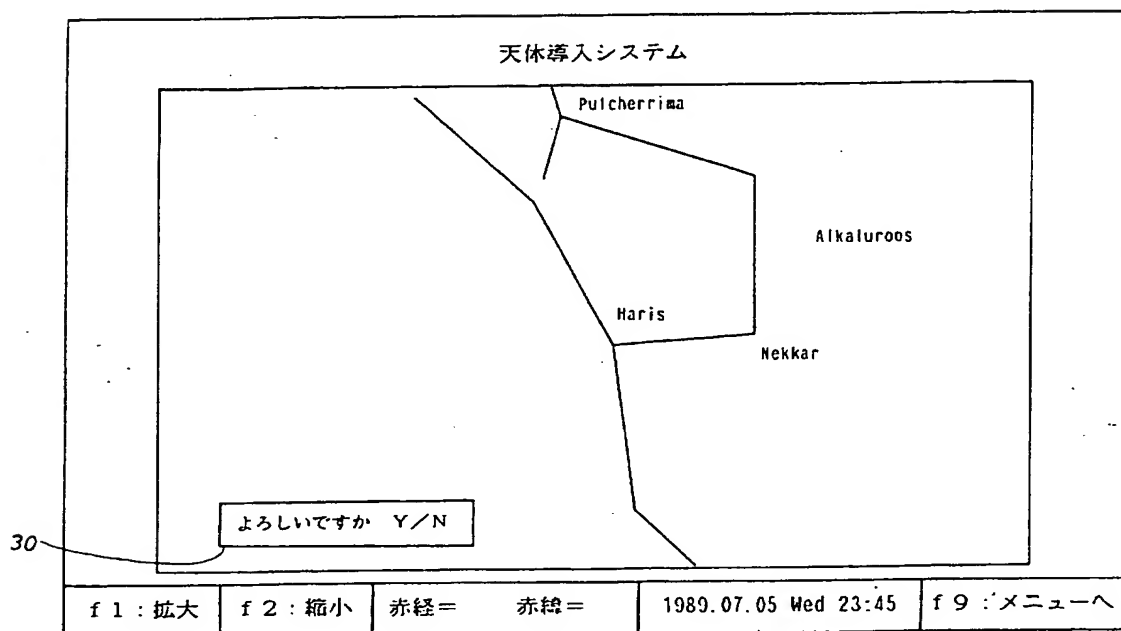 天体導入システム
Pulcherrima
Alkaluroos
Haris
Nekkar
よろしいですか Y/N
30
f1:拡大 f2:縮小 赤経= 赤緯= 1989.07.05 Wed 23:45 f9:メニューへ